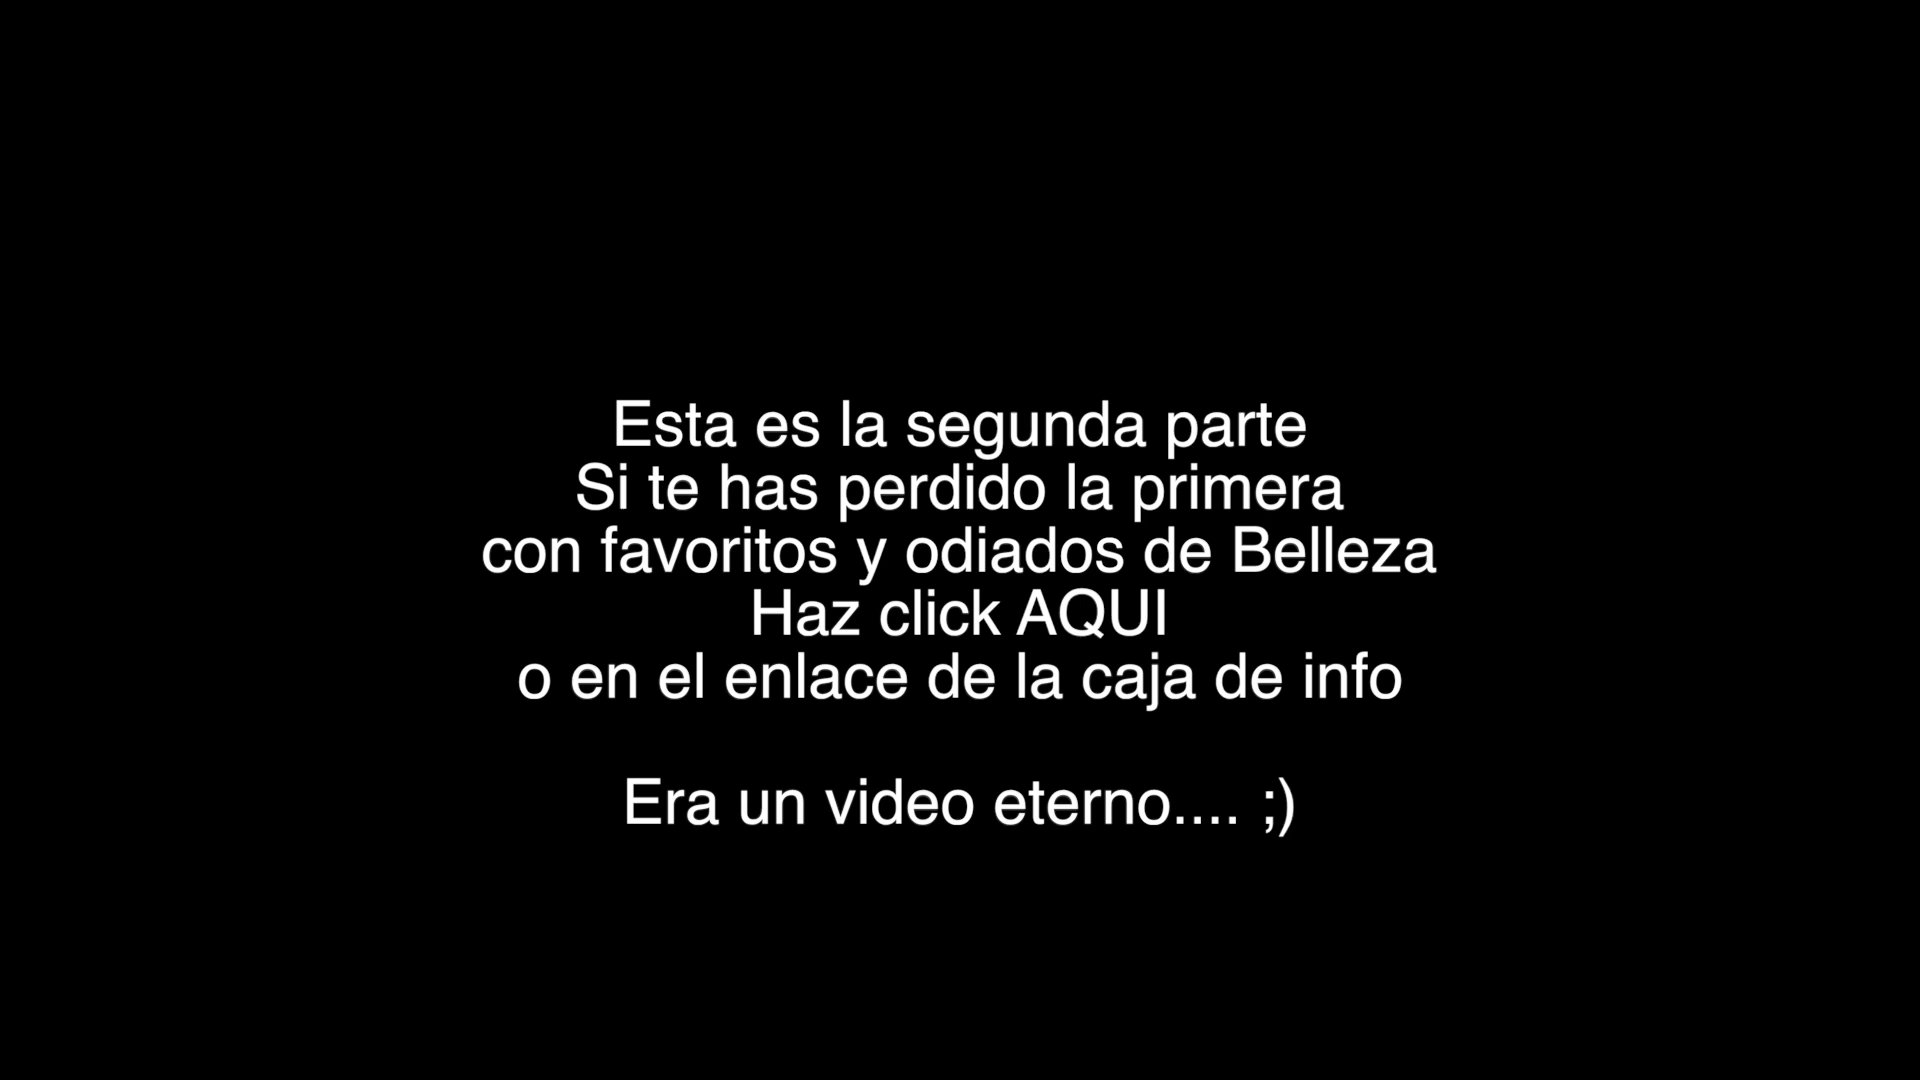 Esta es la segunda parte
Si te has perdido la primera
con favoritos y odiados de Belleza
Haz click AQUI
o en el enlace de la caja de info
Era un video eterno.... ;)